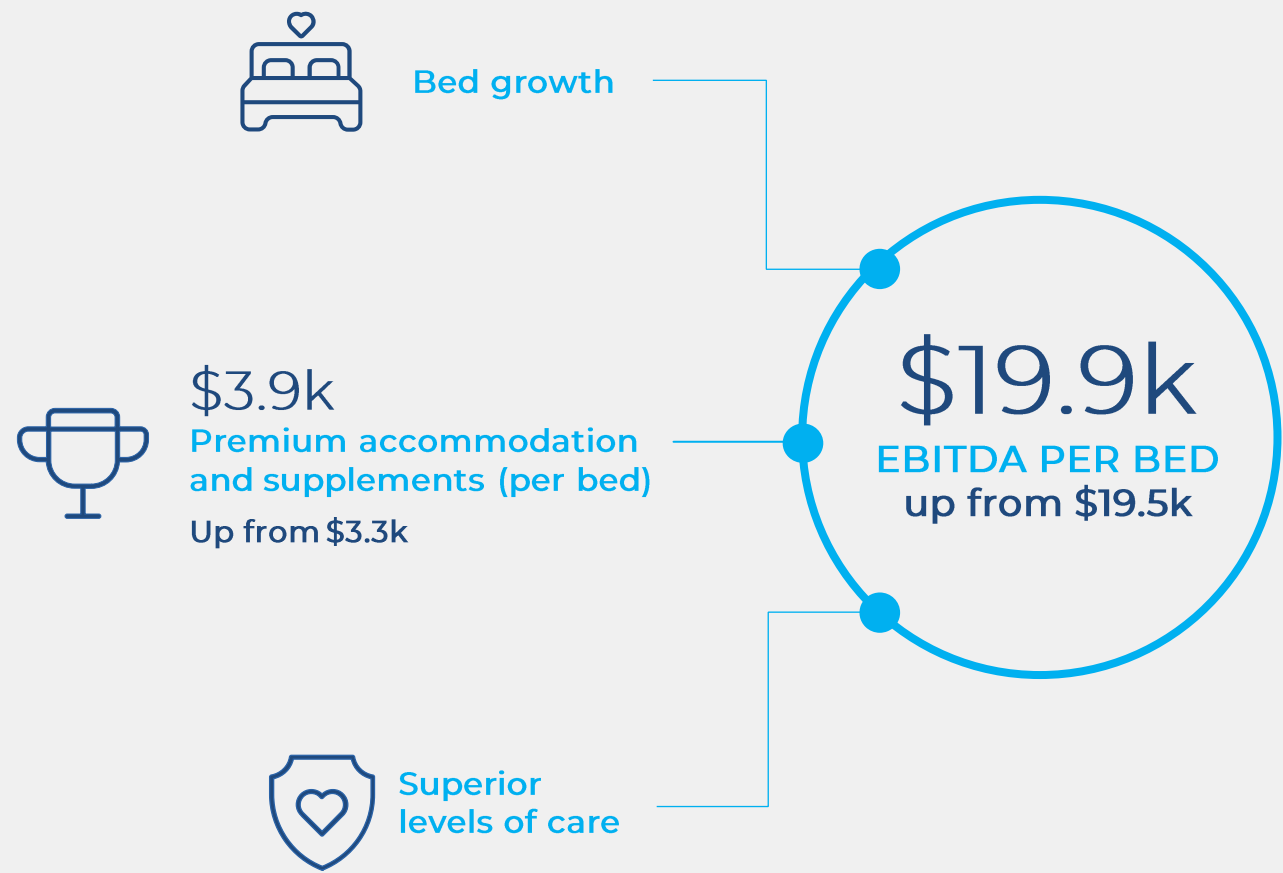 Bed growth
$3.9k
Premium accommodation
and supplements (per bed)
Up from $3.3k
$19.9k
EBITDA PER BED
up from $19.5k
Superior
levels of care